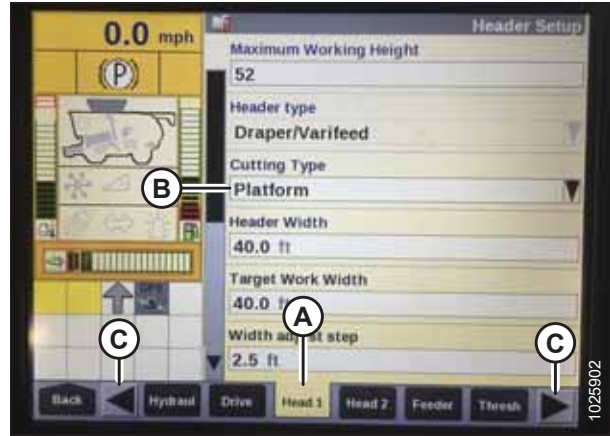 0.0 mph
Header Setup
(P)
Maximum Working Height
52
Header type
Draper/Varifeed
Cutting Type
B
Platform
Header Width
40.0 ft
Target Work Width
40.0 ft
A
Width adjust step
C
C
2.5 ft
Back
Hydraul
Drive
Head 1
Head 2
Feeder
Thresh
1025902